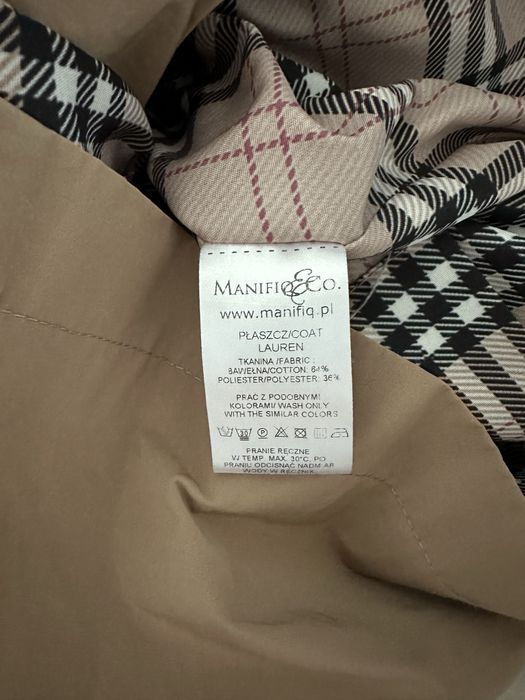 MANIFIQ&CO.
www.manifiq.pl
PŁASZCZ/COAT
LAUREN
TKANINA /FABRIC :
BAWEŁNA/COTTON: 64%
POLIESTER/POLYESTER: 36%
PRAĆ Z PODOBNYMI
KOLORAMI/ WASH ONLY
WITH THE SIMILAR COLORS
30 P
PRANIE RĘCZNE
W TEMP. MAX. 30°C. PO
PRANIU ODCISNĄĆ NADMIAR
WODY W RĘCZNIK